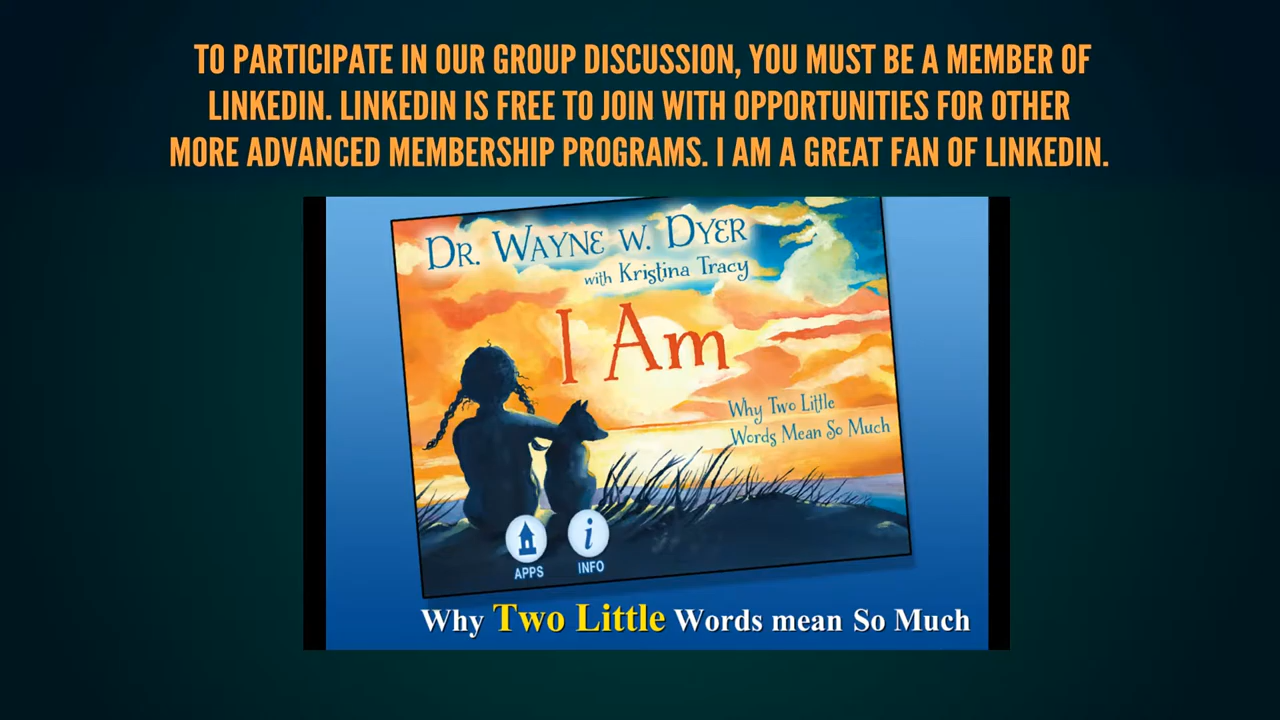 TO PARTICIPATE IN OUR GROUP DISCUSSION, YOU MUST BE A MEMBER OF
LINKEDIN. LINKEDIN IS FREE TO JOIN WITH OPPORTUNITIES FOR OTHER
MORE ADVANCED MEMBERSHIP PROGRAMS. I AM A GREAT FAN OF LINKEDIN.
DR. WAYNE W. DYER
with Kristina Tracy
I Am
Why Two Little
Words Mean So Much
APPS
i
INFO
Why Two Little Words mean So Much